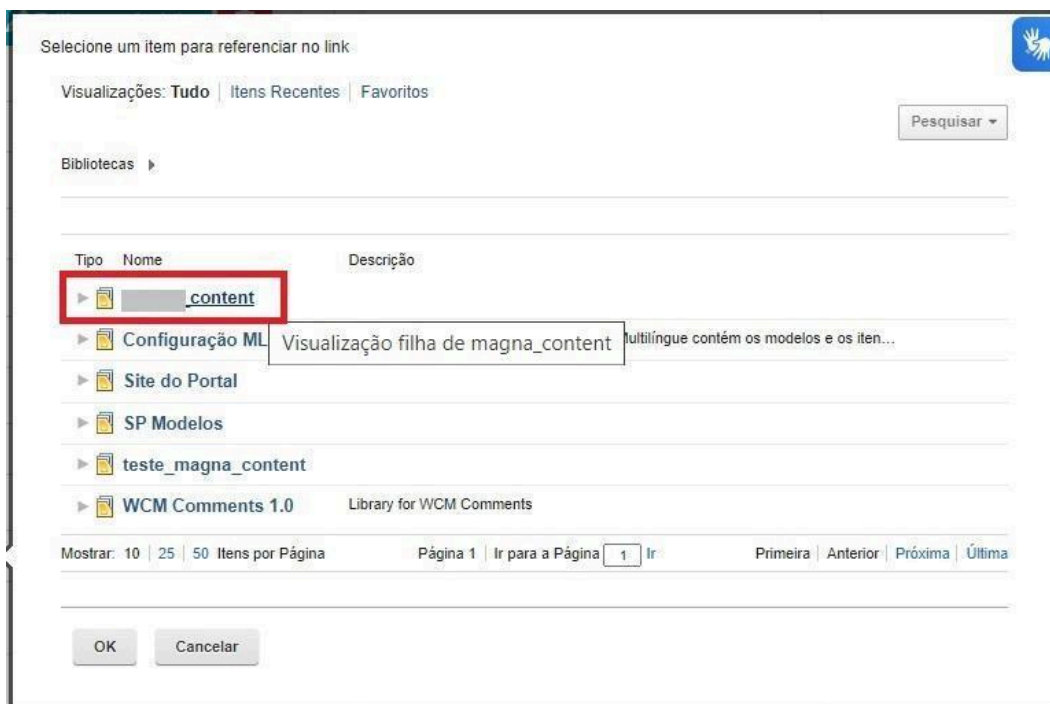 Selecione um item para referenciar no link
Visualizações: Tudo | Itens Recentes | Favoritos
Pesquisar
Bibliotecas
Tipo Nome Descrição
_content
Configuração ML ultilíngue contém os modelos e os iten...
Visualização filha de magna_content
Site do Portal
SP Modelos
teste_magna_content
WCM Comments 1.0 Library for WCM Comments
Mostrar: 10 | 25 | 50 Itens por Página Página 1 | Ir para a Página 1 Ir Primeira | Anterior | Próxima | Última
OK Cancelar